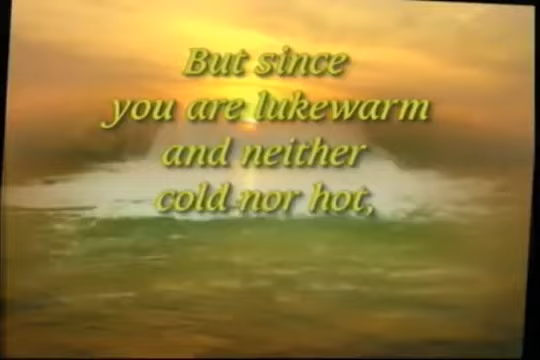 But since
you are lukewarm
and neither
cold nor hot,